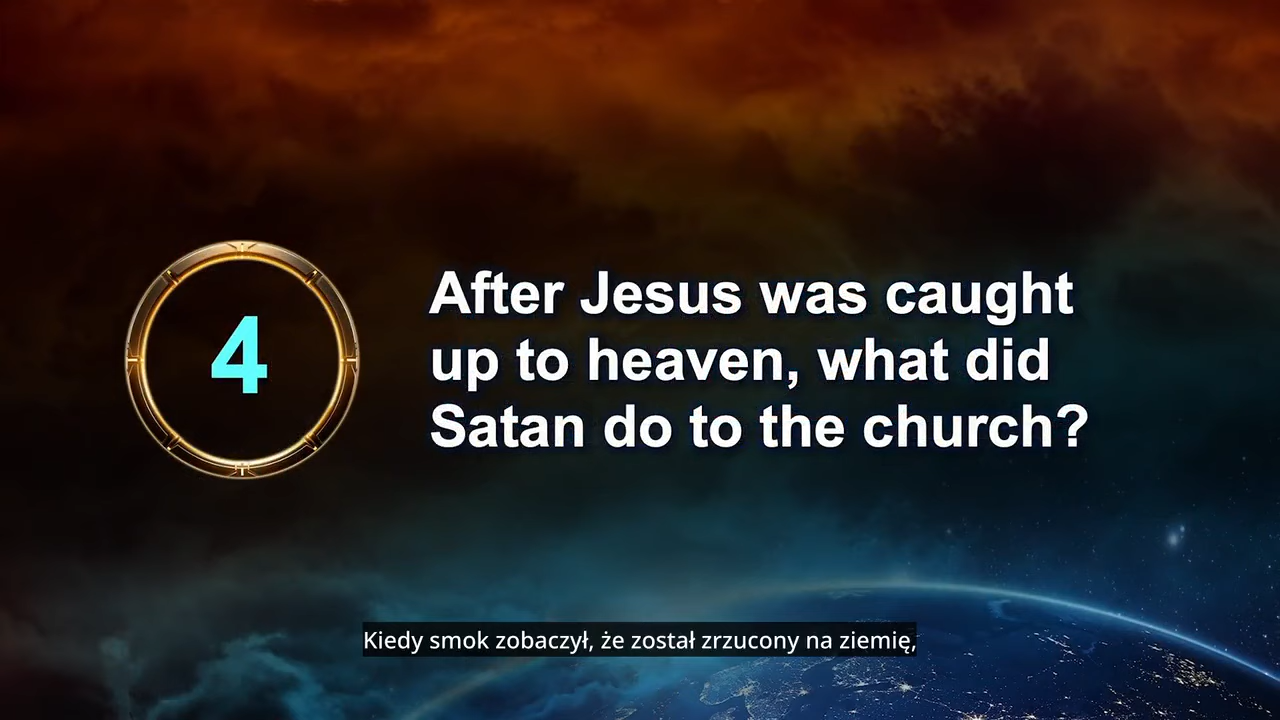 4
After Jesus was caught
up to heaven, what did
Satan do to the church?
Kiedy smok zobaczył, że został zrzucony na ziemię,